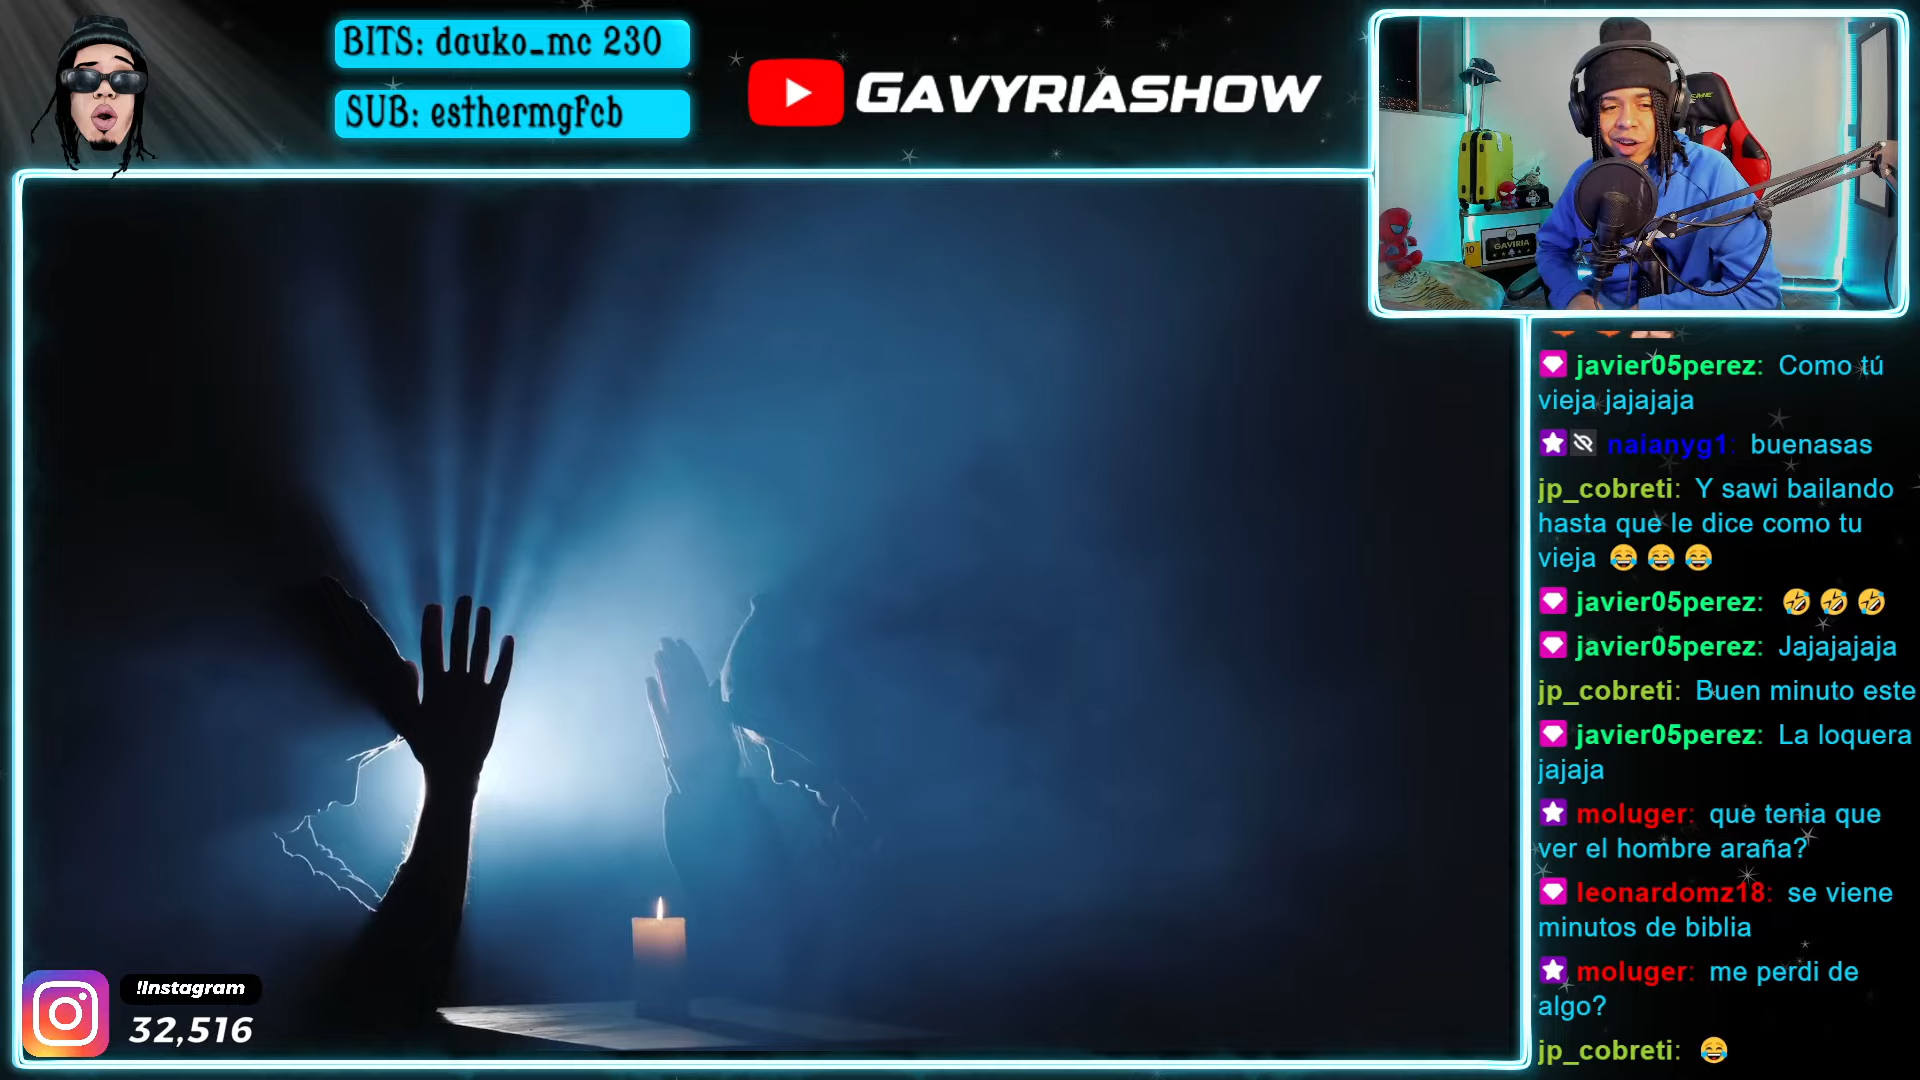 BITS: dauko_mc 230
SUB: esthermgfcb
GAVYRIASHOW
GAVIRIA
javier05perez: Como tú
vieja jajajaja
naianyg1: buenasas
jp_cobreti: Y sawi bailando
hasta que le dice como tu
vieja 😂 😂 😂
javier05perez: 🤣 🤣 🤣
javier05perez: Jajajajaja
jp_cobreti: Buen minuto este
javier05perez: La loquera
jajaja
moluger: que tenia que
ver el hombre araña?
leonardomz18: se viene
minutos de biblia
moluger: me perdi de
algo?
jp_cobreti: 😂
!Instagram
32,516